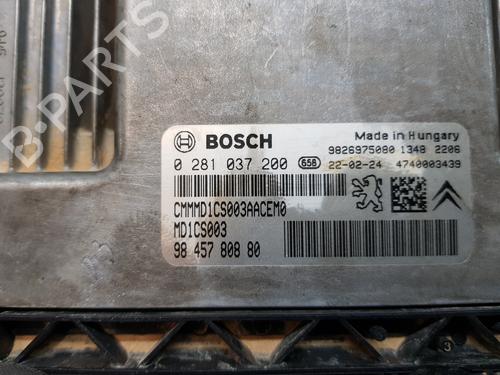 B-PARTS
BOSCH
Made in Hungary
9826975080 1348 2206
0 281 037 200 658 22-02-24 4740003439
CMMMD1CS003AACEM0
MD1CS003
98 457 808 80